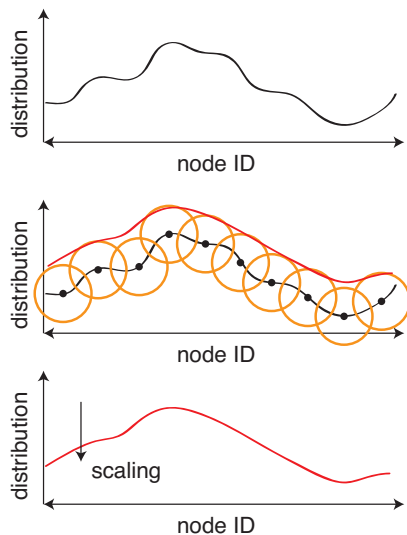 distribution
node ID
distribution
node ID
distribution
scaling
node ID